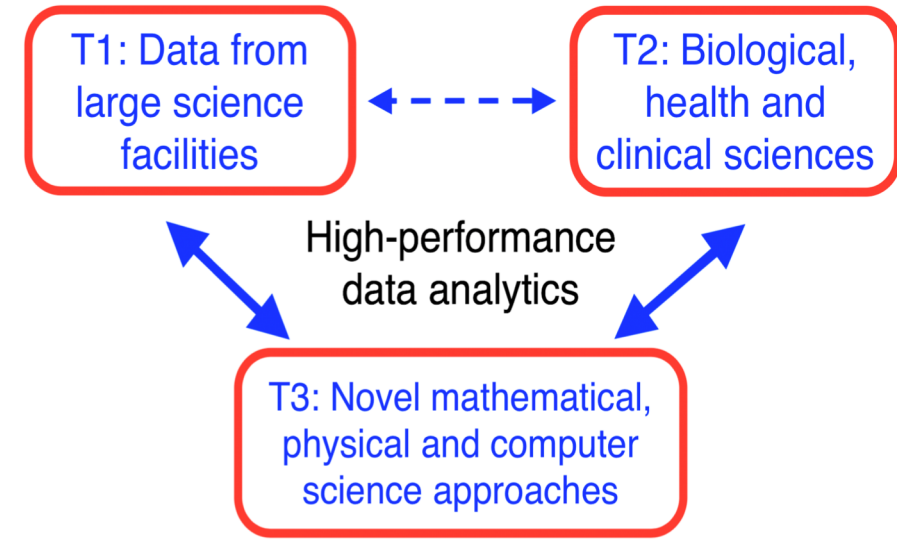 T1: Data from
large science
facilities
T2: Biological,
health and
clinical sciences
High-performance
data analytics
T3: Novel mathematical,
physical and computer
science approaches